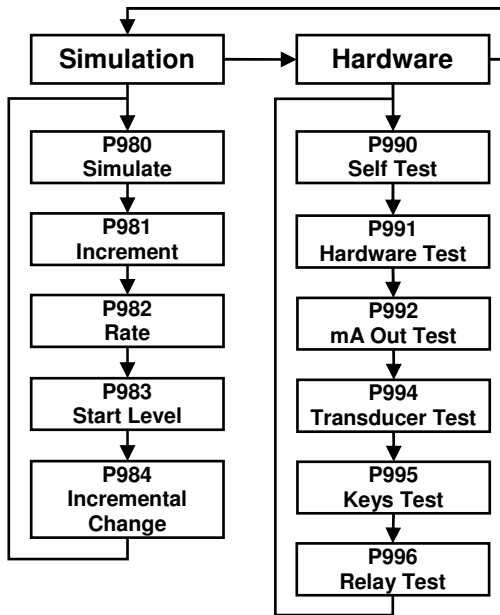 Simulation
P980
Simulate
P981
Increment
P982
Rate
P983
Start Level
P984
Incremental
Change
Hardware
P990
Self Test
P991
Hardware Test
P992
mA Out Test
P994
Transducer Test
P995
Keys Test
P996
Relay Test